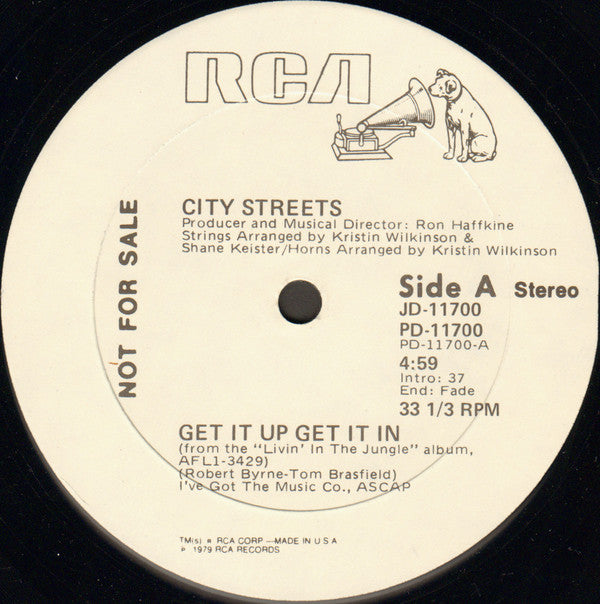 RCA
CITY STREETS
Producer and Musical Director: Ron Haffkine
Strings Arranged by Kristin Wilkinson &
Shane Keister/Horns Arranged by Kristin Wilkinson
NOT FOR SALE
Side A Stereo
JD-11700
PD-11700
PD-11700-A
4:59
Intro: 37
End: Fade
33 1/3 RPM
GET IT UP GET IT IN
(from the "Livin' In The Jungle" album,
AFL1-3429)
(Robert Byrne-Tom Brasfield)
I've Got The Music Co., ASCAP
TM(s) ® RCA CORP —MADE IN U S A
℗ 1979 RCA RECORDS